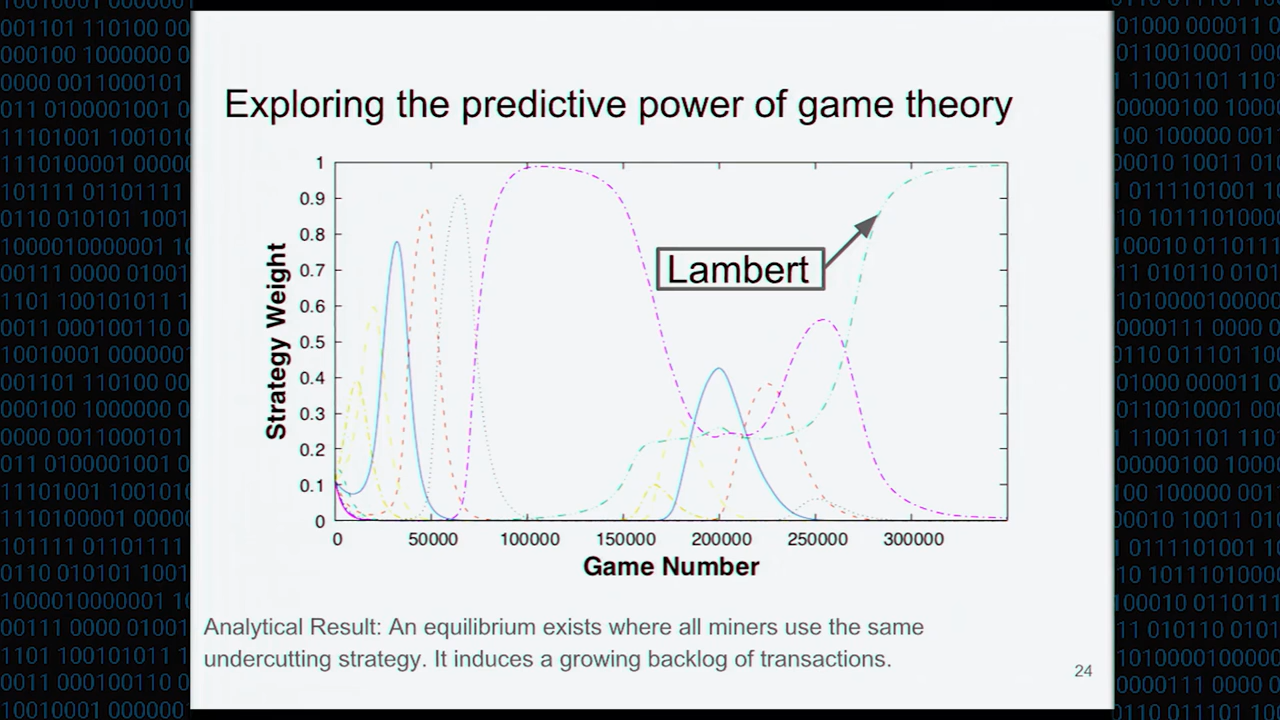 Exploring the predictive power of game theory
1
0.9
0.8
0.7
0.6
0.5
0.4
0.3
0.2
0.1
0
Strategy Weight
Lambert
0 50000 100000 150000 200000 250000 300000
Game Number
Analytical Result: An equilibrium exists where all miners use the same
undercutting strategy. It induces a growing backlog of transactions.
24